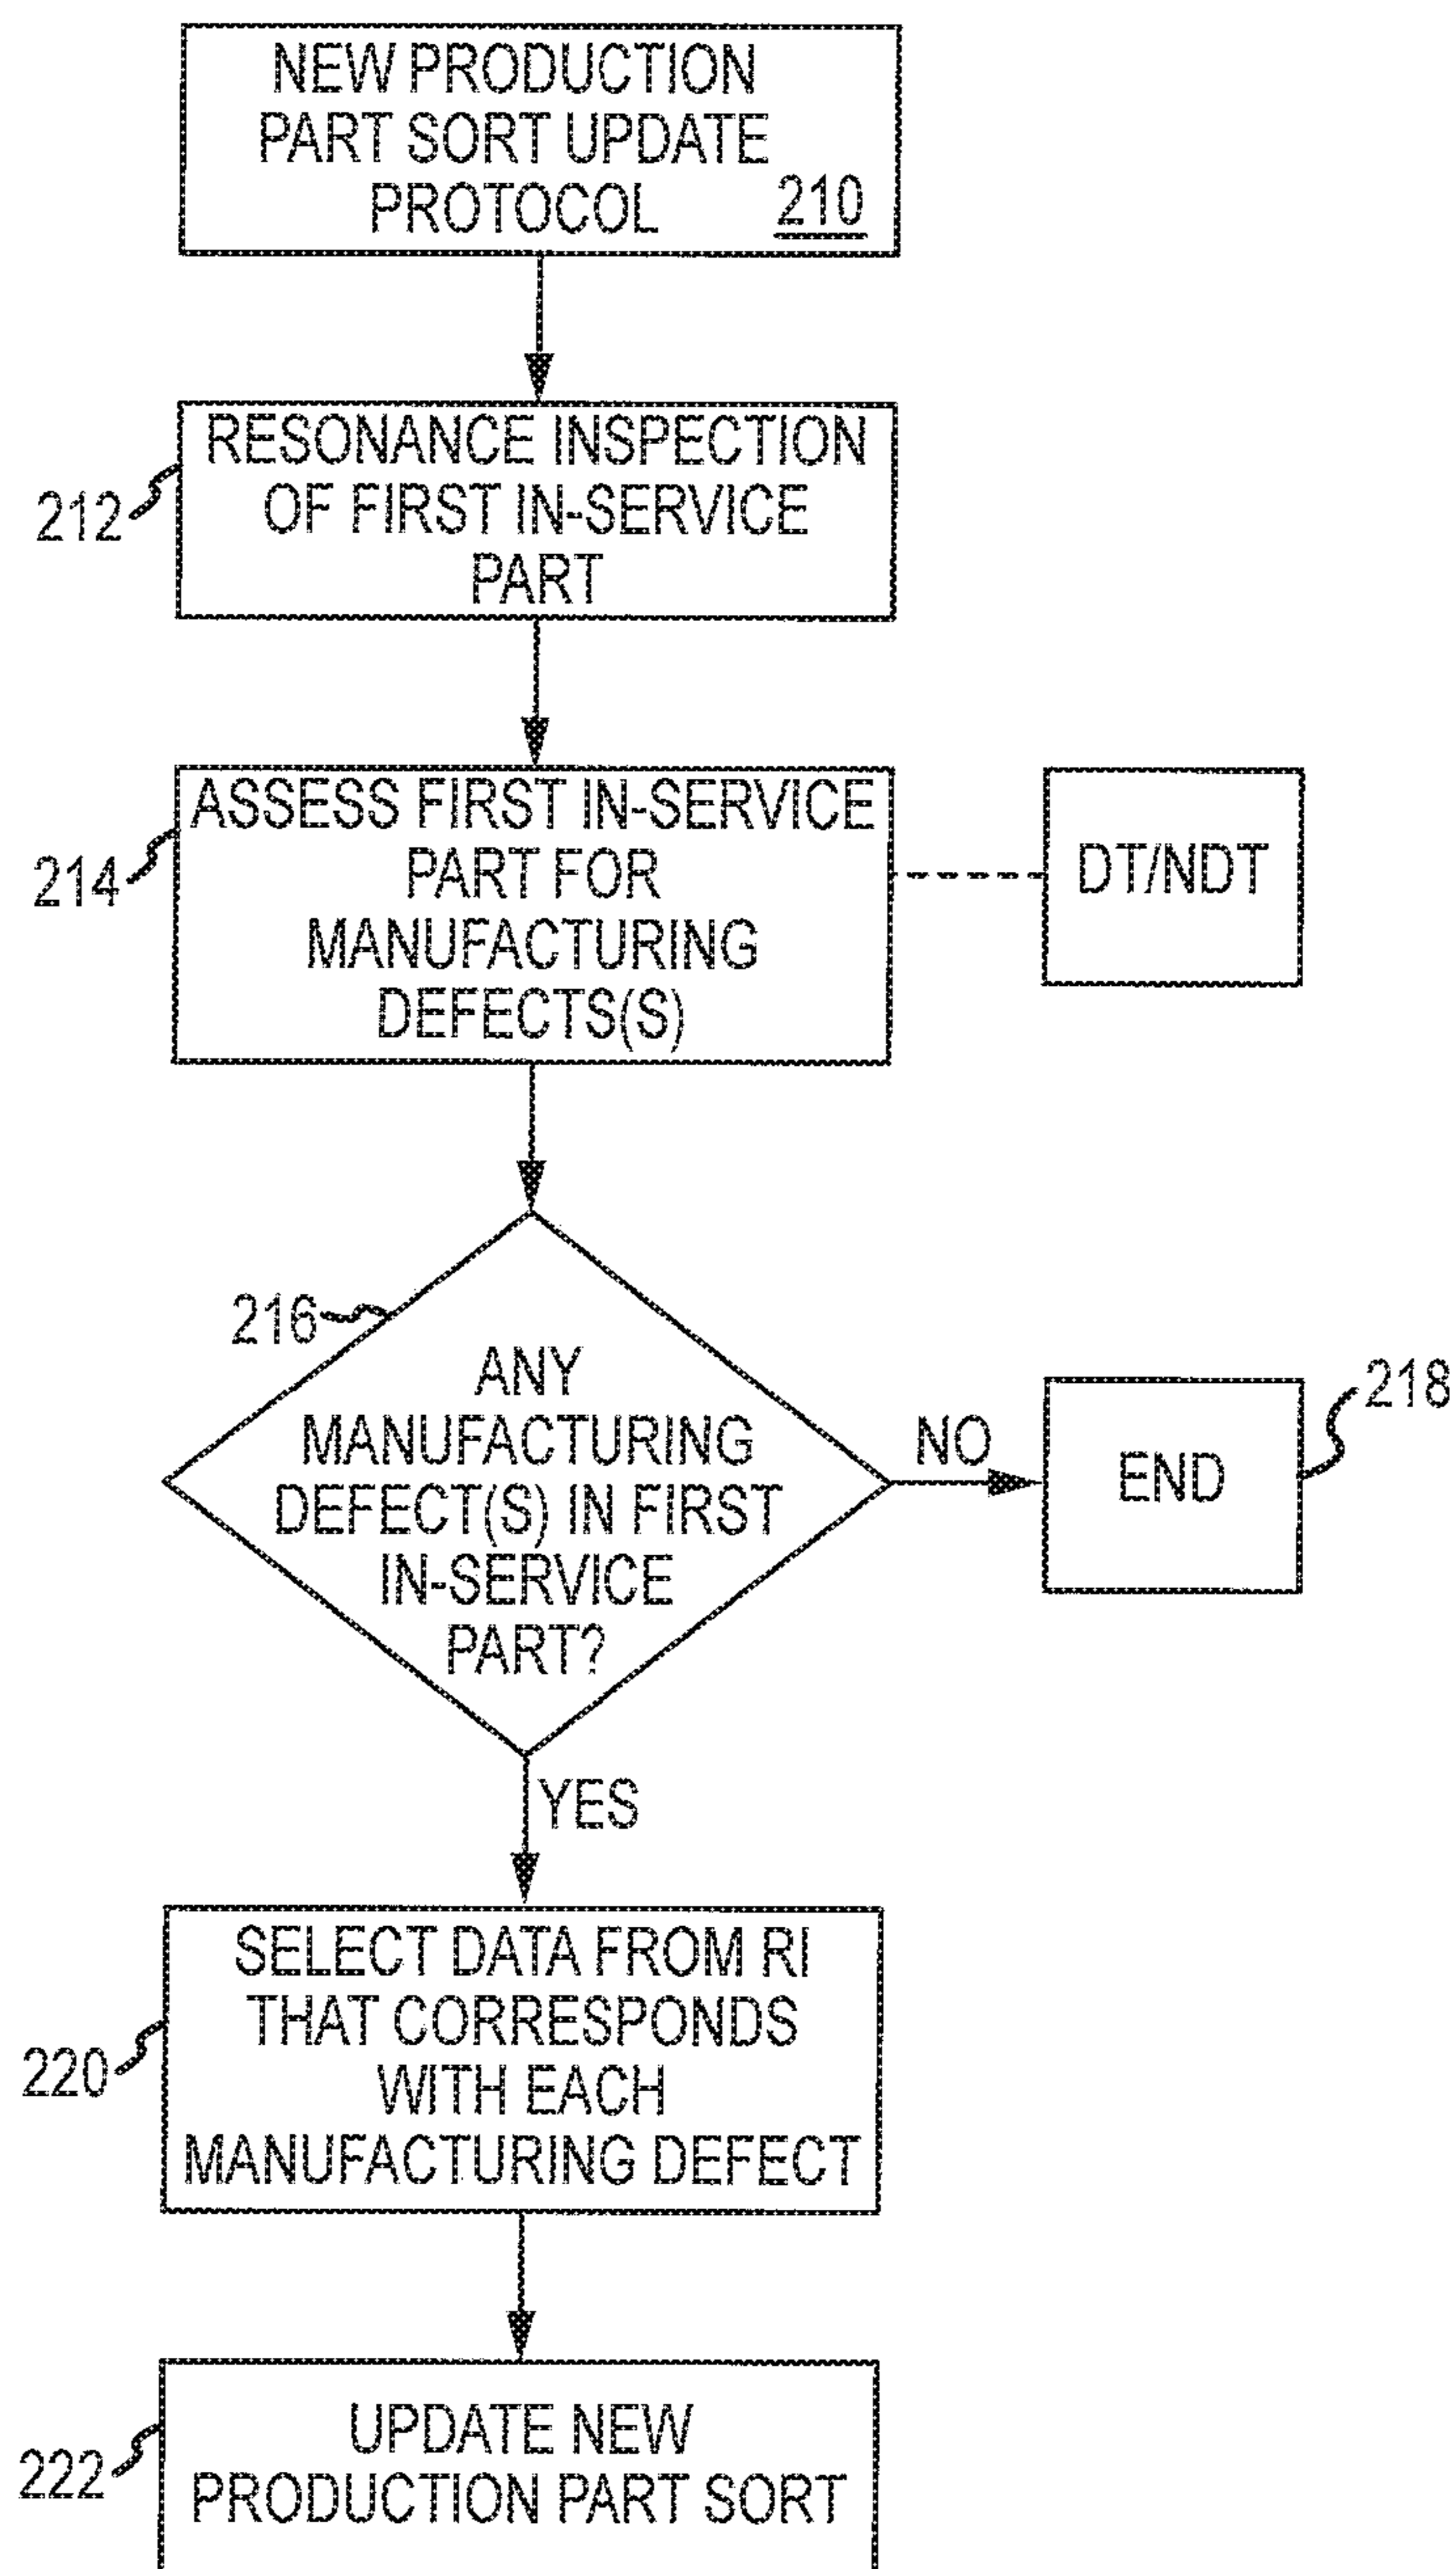 NEW PRODUCTION
PART SORT UPDATE
PROTOCOL
210
RESONANCE INSPECTION
OF FIRST IN-SERVICE
PART
212
ASSESS FIRST IN-SERVICE
PART FOR
MANUFACTURING
DEFECTS(S)
214
DT/NDT
216
ANY
MANUFACTURING
DEFECT(S) IN FIRST
IN-SERVICE
PART?
NO
END
218
YES
SELECT DATA FROM RI
THAT CORRESPONDS
WITH EACH
MANUFACTURING DEFECT
220
UPDATE NEW
PRODUCTION PART SORT
222